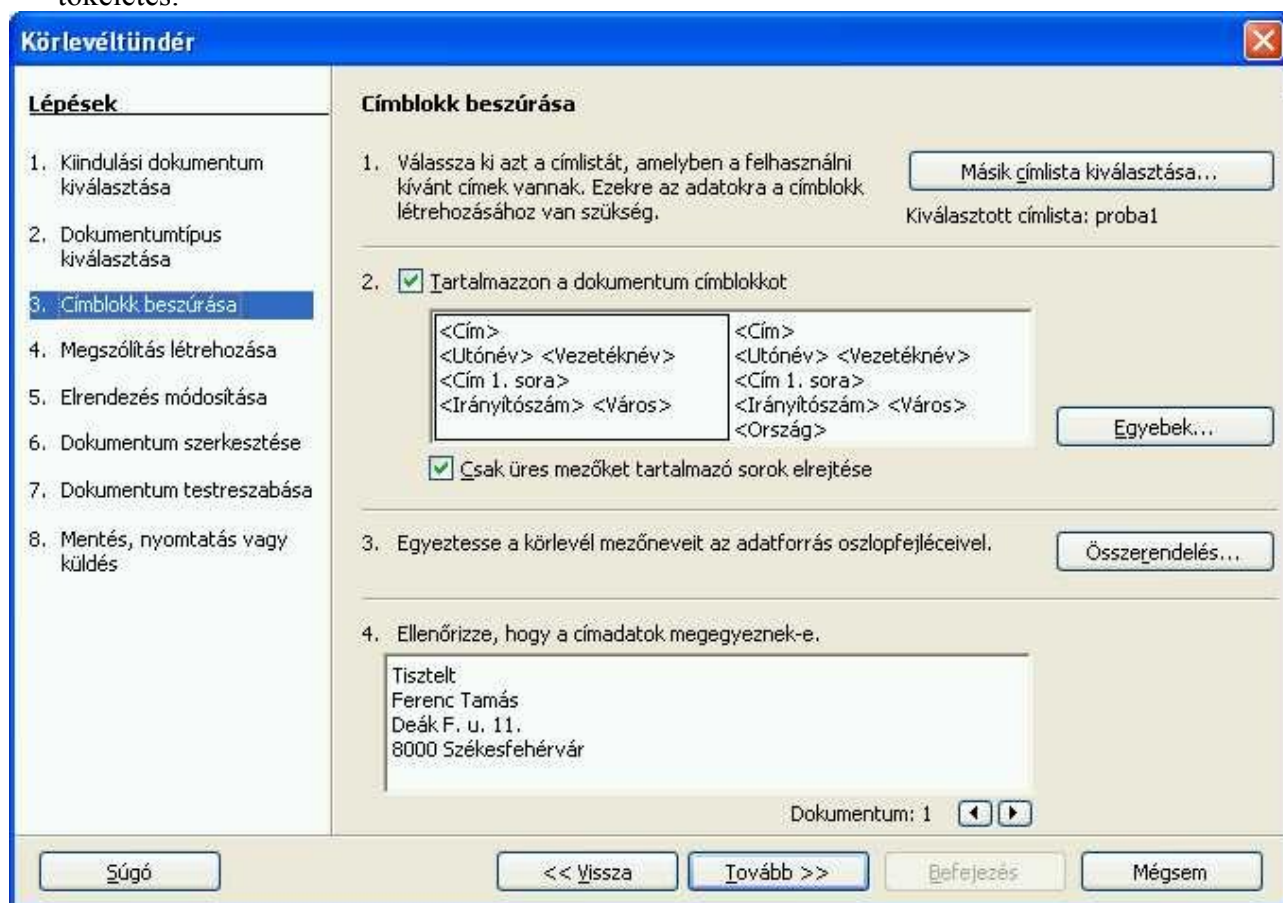 tökéletes.
Körlevéltündér
Lépések
1. Kiindulási dokumentum
kiválasztása
2. Dokumentumtípus
kiválasztása
3. Címblokk beszúrása
4. Megszólítás létrehozása
5. Elrendezés módosítása
6. Dokumentum szerkesztése
7. Dokumentum testreszabása
8. Mentés, nyomtatás vagy
küldés
Címblokk beszúrása
1. Válassza ki azt a címlistát, amelyben a felhasználni
kívánt címek vannak. Ezekre az adatokra a címblokk
létrehozásához van szükség.
Másik címlista kiválasztása...
Kiválasztott címlista: proba1
2. Tartalmazzon a dokumentum címblokkot
<Cím>
<Utónév> <Vezetéknév>
<Cím 1. sora>
<Irányítószám> <Város>
<Cím>
<Utónév> <Vezetéknév>
<Cím 1. sora>
<Irányítószám> <Város>
<Ország>
Egyebek...
Csak üres mezőket tartalmazó sorok elrejtése
3. Egyeztesse a körlevél mezőneveit az adatforrás oszlopfejléceivel.
Összerendelés...
4. Ellenőrizze, hogy a címadatok megegyeznek-e.
Tisztelt
Ferenc Tamás
Deák F. u. 11.
8000 Székesfehérvár
Dokumentum: 1
Súgó
<< Vissza
Tovább >>
Befejezés
Mégsem